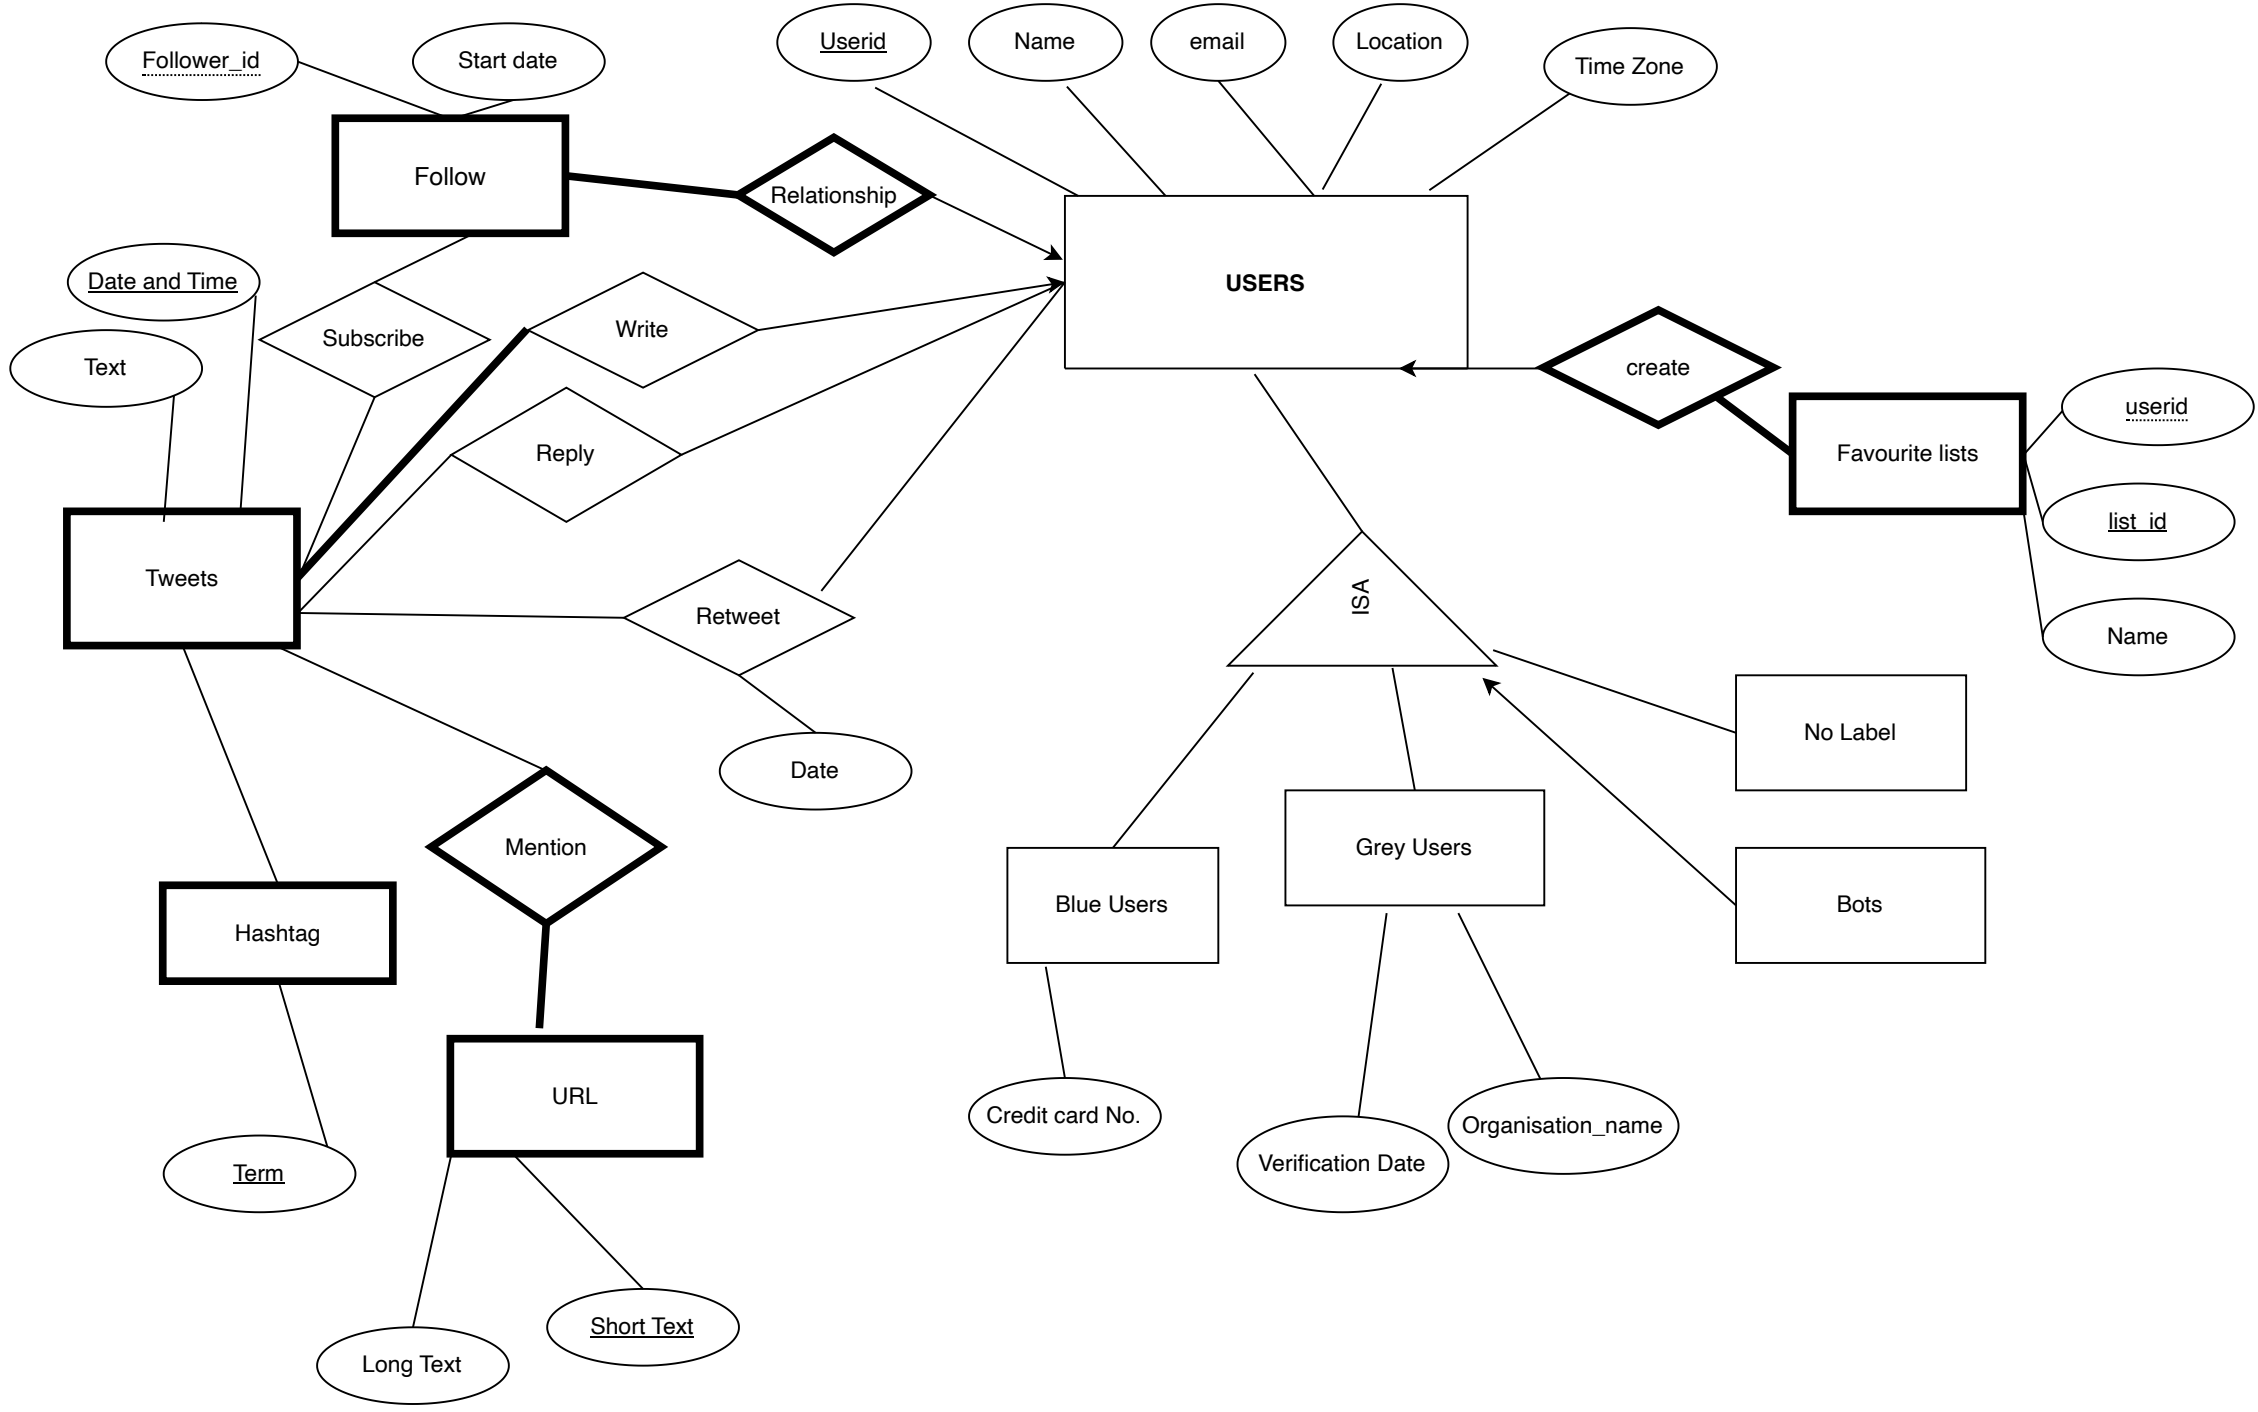 Userid
Name
email
Location
Time Zone
Follower_id
Start date
Follow
Relationship
Date and Time
USERS
Subscribe
Write
Text
create
userid
Reply
Favourite lists
list_id
Tweets
ISA
Retweet
Name
No Label
Date
Mention
Grey Users
Blue Users
Bots
Hashtag
URL
Credit card No.
Organisation_name
Verification Date
Term
Short Text
Long Text